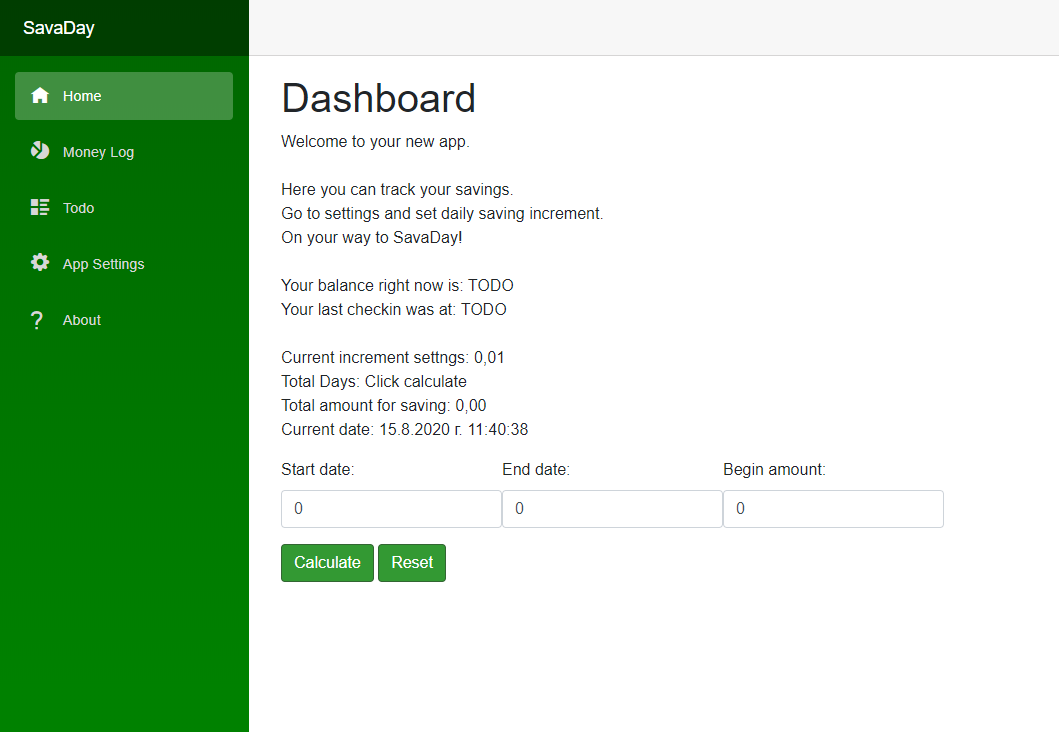 SavaDay
Home
Money Log
Todo
App Settings
About
Dashboard
Welcome to your new app.
Here you can track your savings.
Go to settings and set daily saving increment.
On your way to SavaDay!
Your balance right now is: TODO
Your last checkin was at: TODO
Current increment settngs: 0,01
Total Days: Click calculate
Total amount for saving: 0,00
Current date: 15.8.2020 г. 11:40:38
Start date: End date: Begin amount:
0 0 0
Calculate Reset